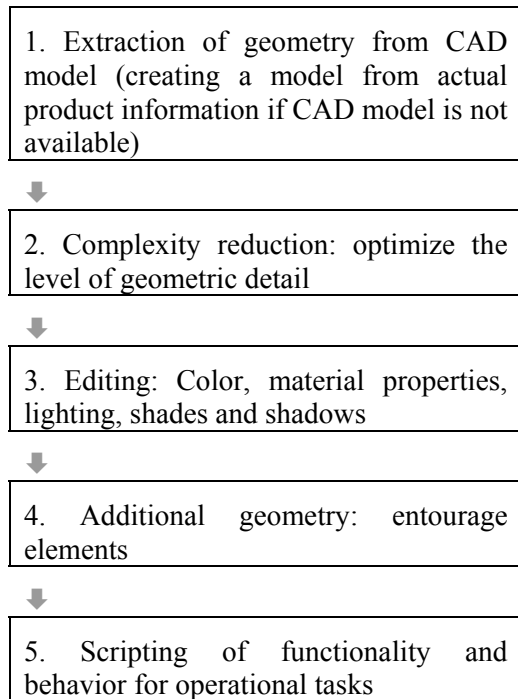 1. Extraction of geometry from CAD
model (creating a model from actual
product information if CAD model is not
available)
2. Complexity reduction: optimize the
level of geometric detail
3. Editing: Color, material properties,
lighting, shades and shadows
4. Additional geometry: entourage
elements
5. Scripting of functionality and
behavior for operational tasks